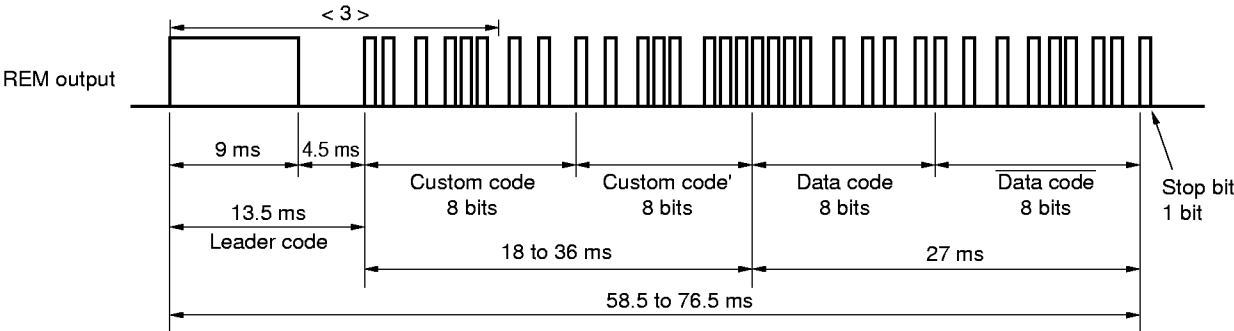 < 3 >
REM output
9 ms
4.5 ms
Custom code
8 bits
Custom code'
8 bits
Data code
8 bits
Data code
8 bits
Stop bit
1 bit
13.5 ms
Leader code
18 to 36 ms
27 ms
58.5 to 76.5 ms